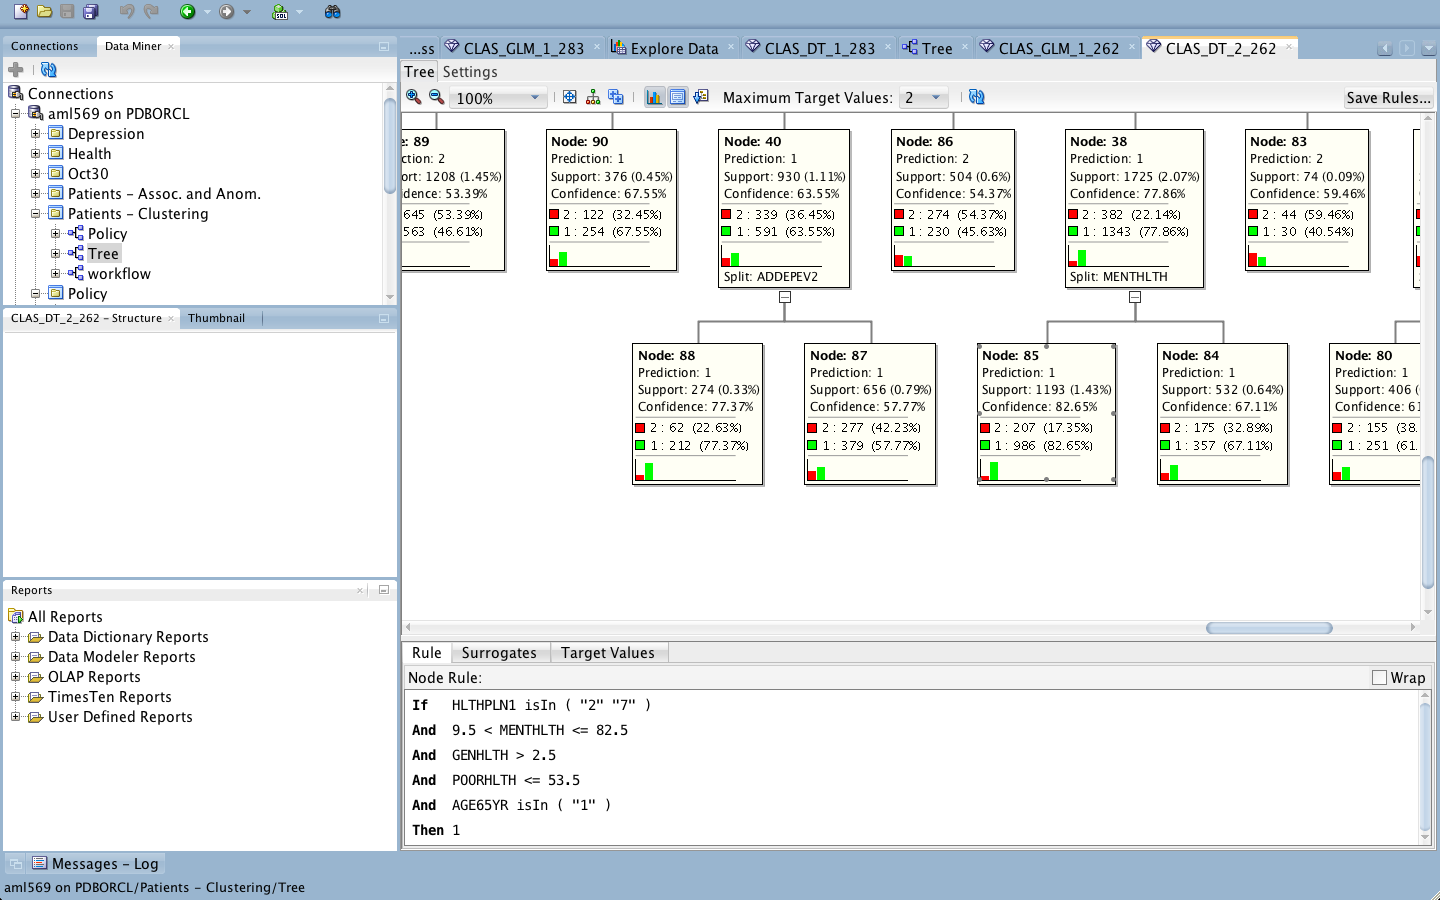 Connections
Data Miner
...ss
CLAS_GLM_1_283
Explore Data
CLAS_DT_1_283
Tree
CLAS_GLM_1_262
CLAS_DT_2_262
Tree
Settings
100%
Maximum Target Values:
2
Save Rules...
Connections
aml569 on PDBORCL
Depression
Health
Oct30
Patients - Assoc. and Anom.
Patients - Clustering
Policy
Tree
workflow
Policy
CLAS_DT_2_262 - Structure
Thumbnail
Reports
All Reports
Data Dictionary Reports
Data Modeler Reports
OLAP Reports
TimesTen Reports
User Defined Reports
e: 89
ction: 2
ort: 1208 (1.45%)
dence: 53.39%
645 (53.39%)
563 (46.61%)
Node: 90
Prediction: 1
Support: 376 (0.45%)
Confidence: 67.55%
2 : 122 (32.45%)
1 : 254 (67.55%)
Node: 40
Prediction: 1
Support: 930 (1.11%)
Confidence: 63.55%
2 : 339 (36.45%)
1 : 591 (63.55%)
Split: ADDEPEV2
Node: 86
Prediction: 2
Support: 504 (0.6%)
Confidence: 54.37%
2 : 274 (54.37%)
1 : 230 (45.63%)
Node: 38
Prediction: 1
Support: 1725 (2.07%)
Confidence: 77.86%
2 : 382 (22.14%)
1 : 1343 (77.86%)
Split: MENTHLTH
Node: 83
Prediction: 2
Support: 74 (0.09%)
Confidence: 59.46%
2 : 44 (59.46%)
1 : 30 (40.54%)
Node: 88
Prediction: 1
Support: 274 (0.33%)
Confidence: 77.37%
2 : 62 (22.63%)
1 : 212 (77.37%)
Node: 87
Prediction: 1
Support: 656 (0.79%)
Confidence: 57.77%
2 : 277 (42.23%)
1 : 379 (57.77%)
Node: 85
Prediction: 1
Support: 1193 (1.43%)
Confidence: 82.65%
2 : 207 (17.35%)
1 : 986 (82.65%)
Node: 84
Prediction: 1
Support: 532 (0.64%)
Confidence: 67.11%
2 : 175 (32.89%)
1 : 357 (67.11%)
Node: 80
Prediction: 1
Support: 406 (
Confidence: 61
2 : 155 (38.
1 : 251 (61.
Rule
Surrogates
Target Values
Node Rule:
Wrap
If HLTHPLN1 isIn ( "2" "7" )
And 9.5 < MENTHLTH <= 82.5
And GENHLTH > 2.5
And POORHLTH <= 53.5
And AGE65YR isIn ( "1" )
Then 1
Messages - Log
aml569 on PDBORCL/Patients - Clustering/Tree